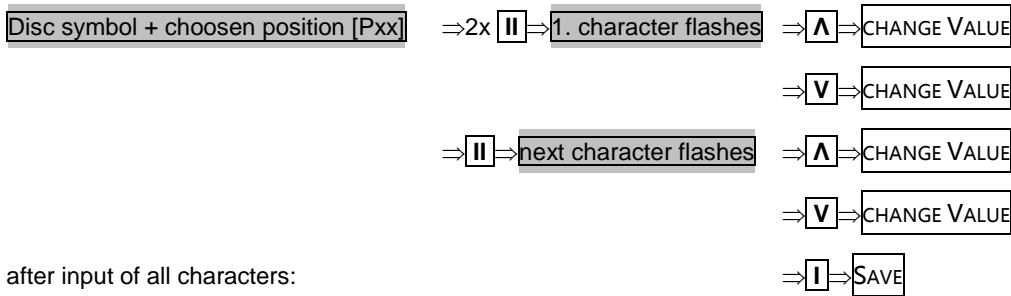 Disc symbol + choosen position [Pxx] ⇒2x II ⇒ 1. character flashes ⇒ Λ ⇒ CHANGE VALUE
⇒ V ⇒ CHANGE VALUE
⇒ II ⇒ next character flashes ⇒ Λ ⇒ CHANGE VALUE
⇒ V ⇒ CHANGE VALUE
after input of all characters: ⇒ I ⇒ SAVE